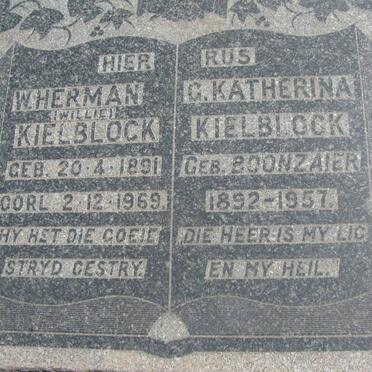 HIER RUS
W.HERMAN
(WILLIE)
KIELBLOCK
GEB. 20-4-1891
OORL 2-12-1969
HY HET DIE GOEIE
STRYD GESTRY.
C. KATHERINA
KIELBLOCK
GEB. BOONZAIER
1892-1957.
DIE HEER IS MY LIG
EN MY HEIL.